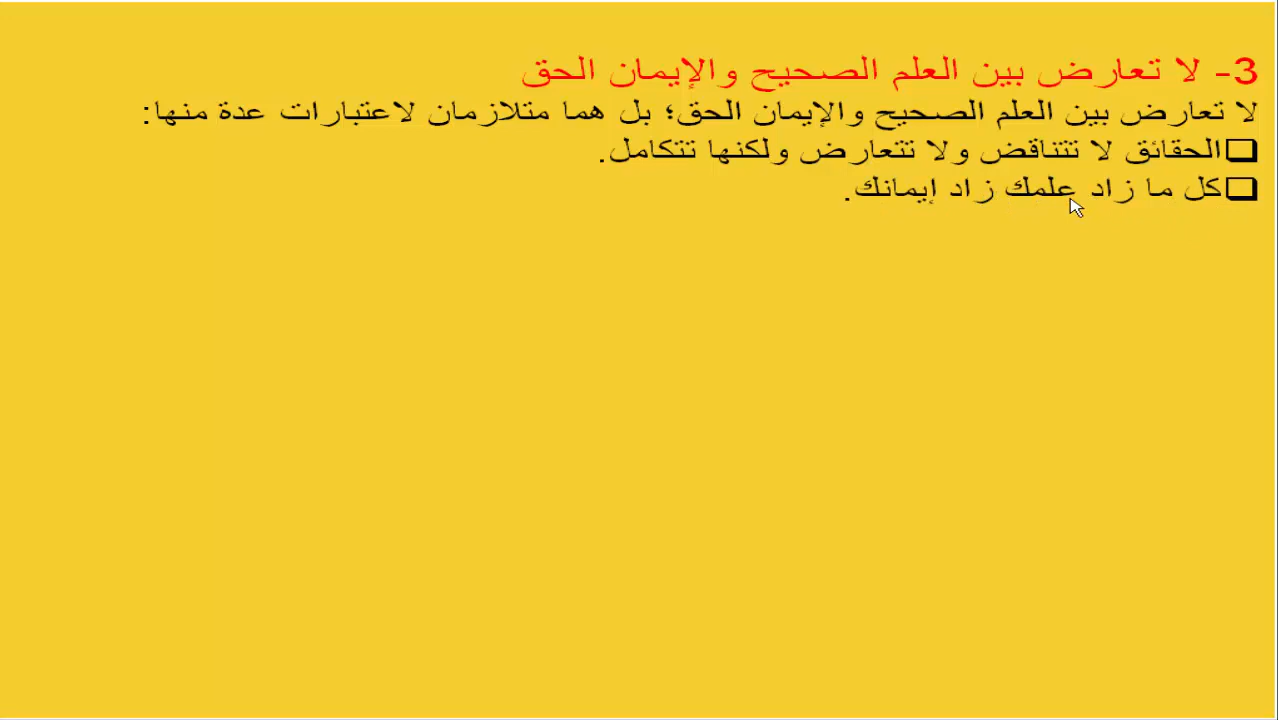 3- لا تعارض بين العلم الصحيح والإيمان الحق
لا تعارض بين العلم الصحيح والإيمان الحق؛ بل هما متلازمان لاعتبارات عدة منها:
❑الحقائق لا تتناقض ولا تتعارض ولكنها تتكامل.
❑كل ما زاد علمك زاد إيمانك.